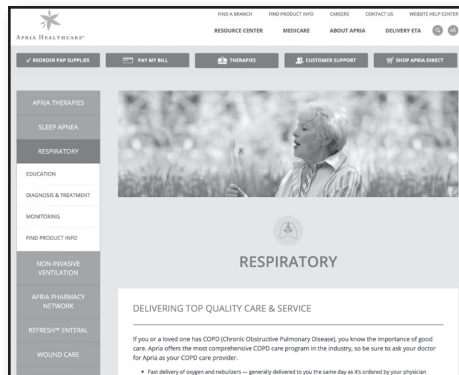 FIND A BRANCH FIND PRODUCT INFO CAREERS CONTACT US WEBSITE HELP CENTER
APRIA HEALTHCARE®
RESOURCE CENTER MEDICARE ABOUT APRIA DELIVERY ETA
✓ REORDER PAP SUPPLIES PAY MY BILL THERAPIES CUSTOMER SUPPORT SHOP APRIA DIRECT
APRIA THERAPIES
SLEEP APNEA
RESPIRATORY
EDUCATION
DIAGNOSIS & TREATMENT
MONITORING
FIND PRODUCT INFO
NON-INVASIVE
VENTILATION
APRIA PHARMACY
NETWORK
REFRESH℠ ENTERAL
WOUND CARE
RESPIRATORY
DELIVERING TOP QUALITY CARE & SERVICE
If you or a loved one has COPD (Chronic Obstructive Pulmonary Disease), you know the importance of good
care. Apria offers the most comprehensive COPD care program in the industry, so be sure to ask your doctor
for Apria as your COPD care provider.
• Fast delivery of oxygen and nebulizers — generally delivered to you the same day as it's ordered by your physician